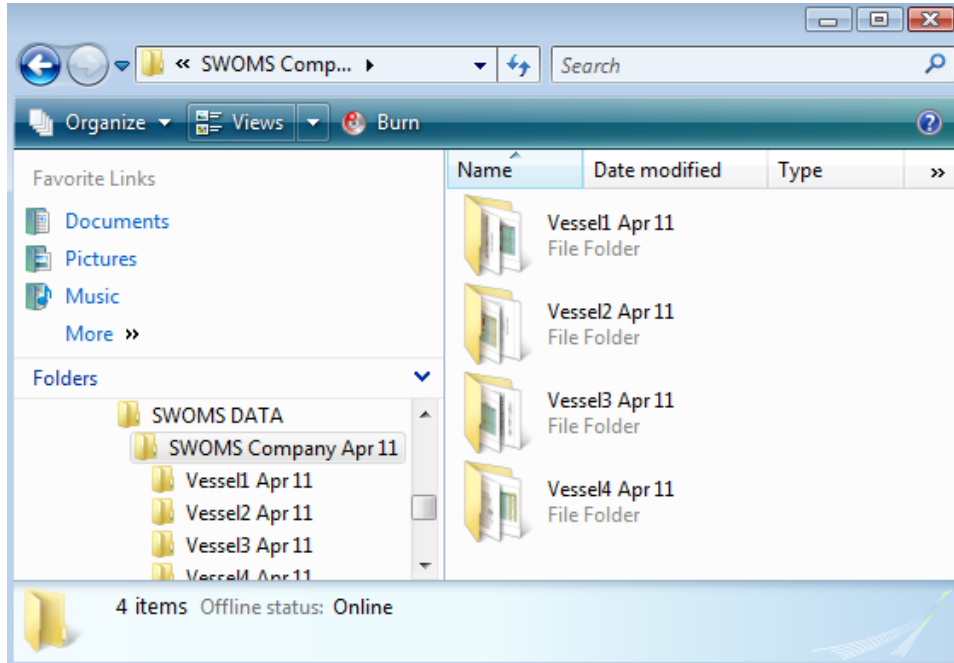 « SWOMS Comp...
Search
Organize Views Burn
Favorite Links
Documents
Pictures
Music
More »
Folders
SWOMS DATA
SWOMS Company Apr 11
Vessel1 Apr 11
Vessel2 Apr 11
Vessel3 Apr 11
Vessel4 Apr 11
Name Date modified Type »
Vessel1 Apr 11
File Folder
Vessel2 Apr 11
File Folder
Vessel3 Apr 11
File Folder
Vessel4 Apr 11
File Folder
4 items Offline status: Online